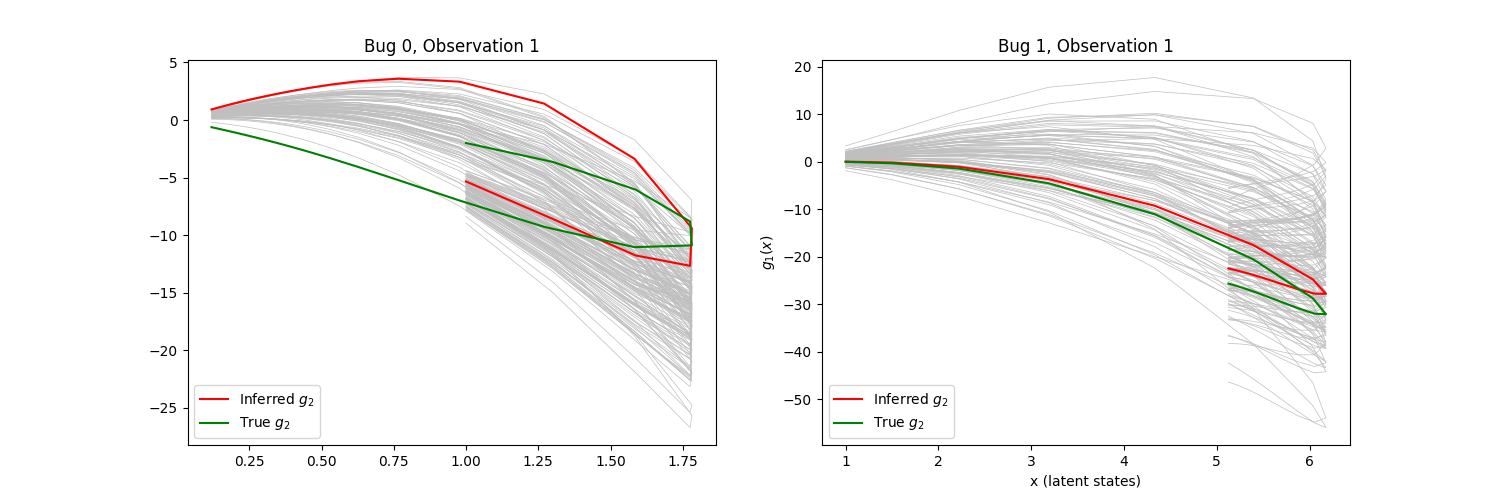 Bug 0, Observation 1
5
0
−5
−10
−15
−20
−25
0.25 0.50 0.75 1.00 1.25 1.50 1.75
Inferred g₂
True g₂
Bug 1, Observation 1
20
10
0
−10
−20
−30
−40
−50
g₁(x)
1 2 3 4 5 6
x (latent states)
Inferred g₂
True g₂